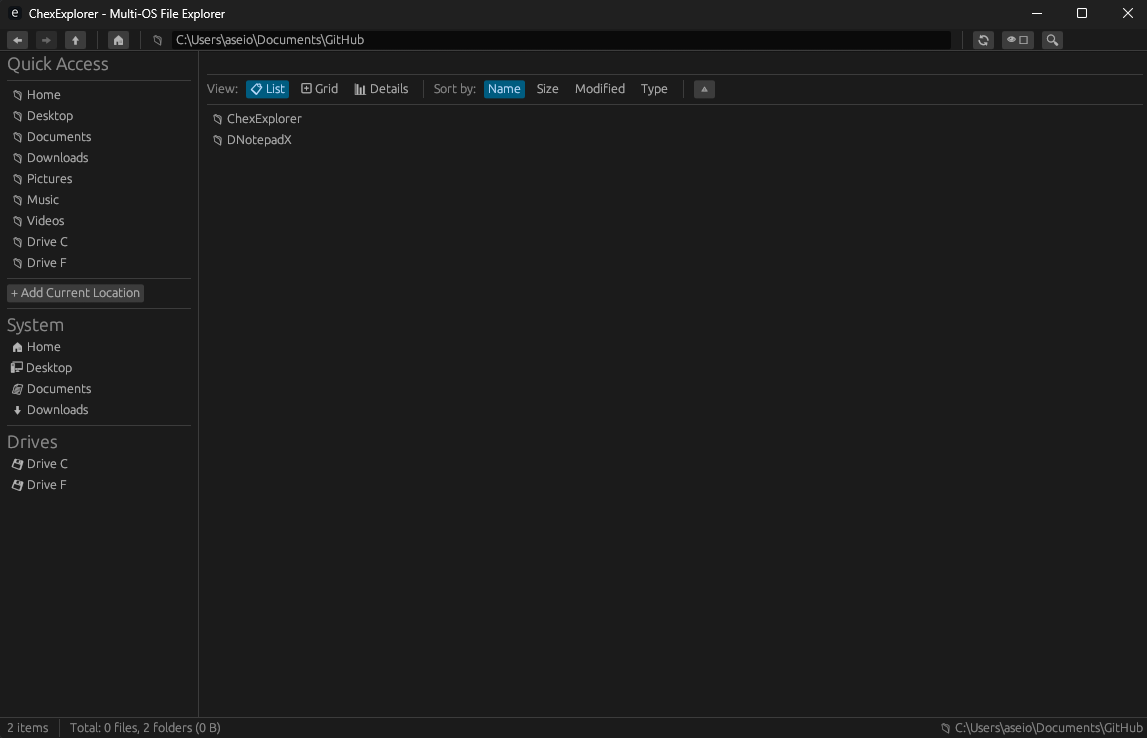 e ChexExplorer - Multi-OS File Explorer
C:\Users\aseio\Documents\GitHub
Quick Access
Home
Desktop
Documents
Downloads
Pictures
Music
Videos
Drive C
Drive F
+ Add Current Location
System
Home
Desktop
Documents
Downloads
Drives
Drive C
Drive F
View: List Grid Details Sort by: Name Size Modified Type
ChexExplorer
DNotepadX
2 items Total: 0 files, 2 folders (0 B) C:\Users\aseio\Documents\GitHub